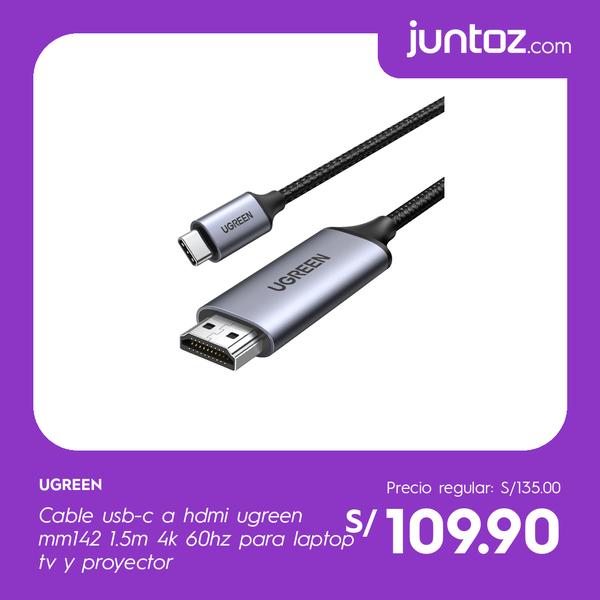 juntoz.com
UGREEN
UGREEN
UGREEN
Cable usb-c a hdmi ugreen
mm142 1.5m 4k 60hz para laptop
tv y proyector
Precio regular: S/135.00
S/109.90